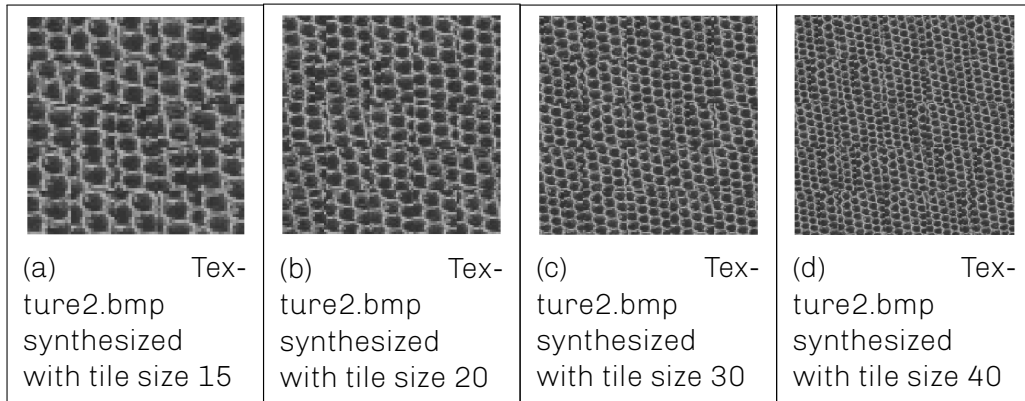 (a) Tex-
ture2.bmp
synthesized
with tile size 15
(b) Tex-
ture2.bmp
synthesized
with tile size 20
(c) Tex-
ture2.bmp
synthesized
with tile size 30
(d) Tex-
ture2.bmp
synthesized
with tile size 40